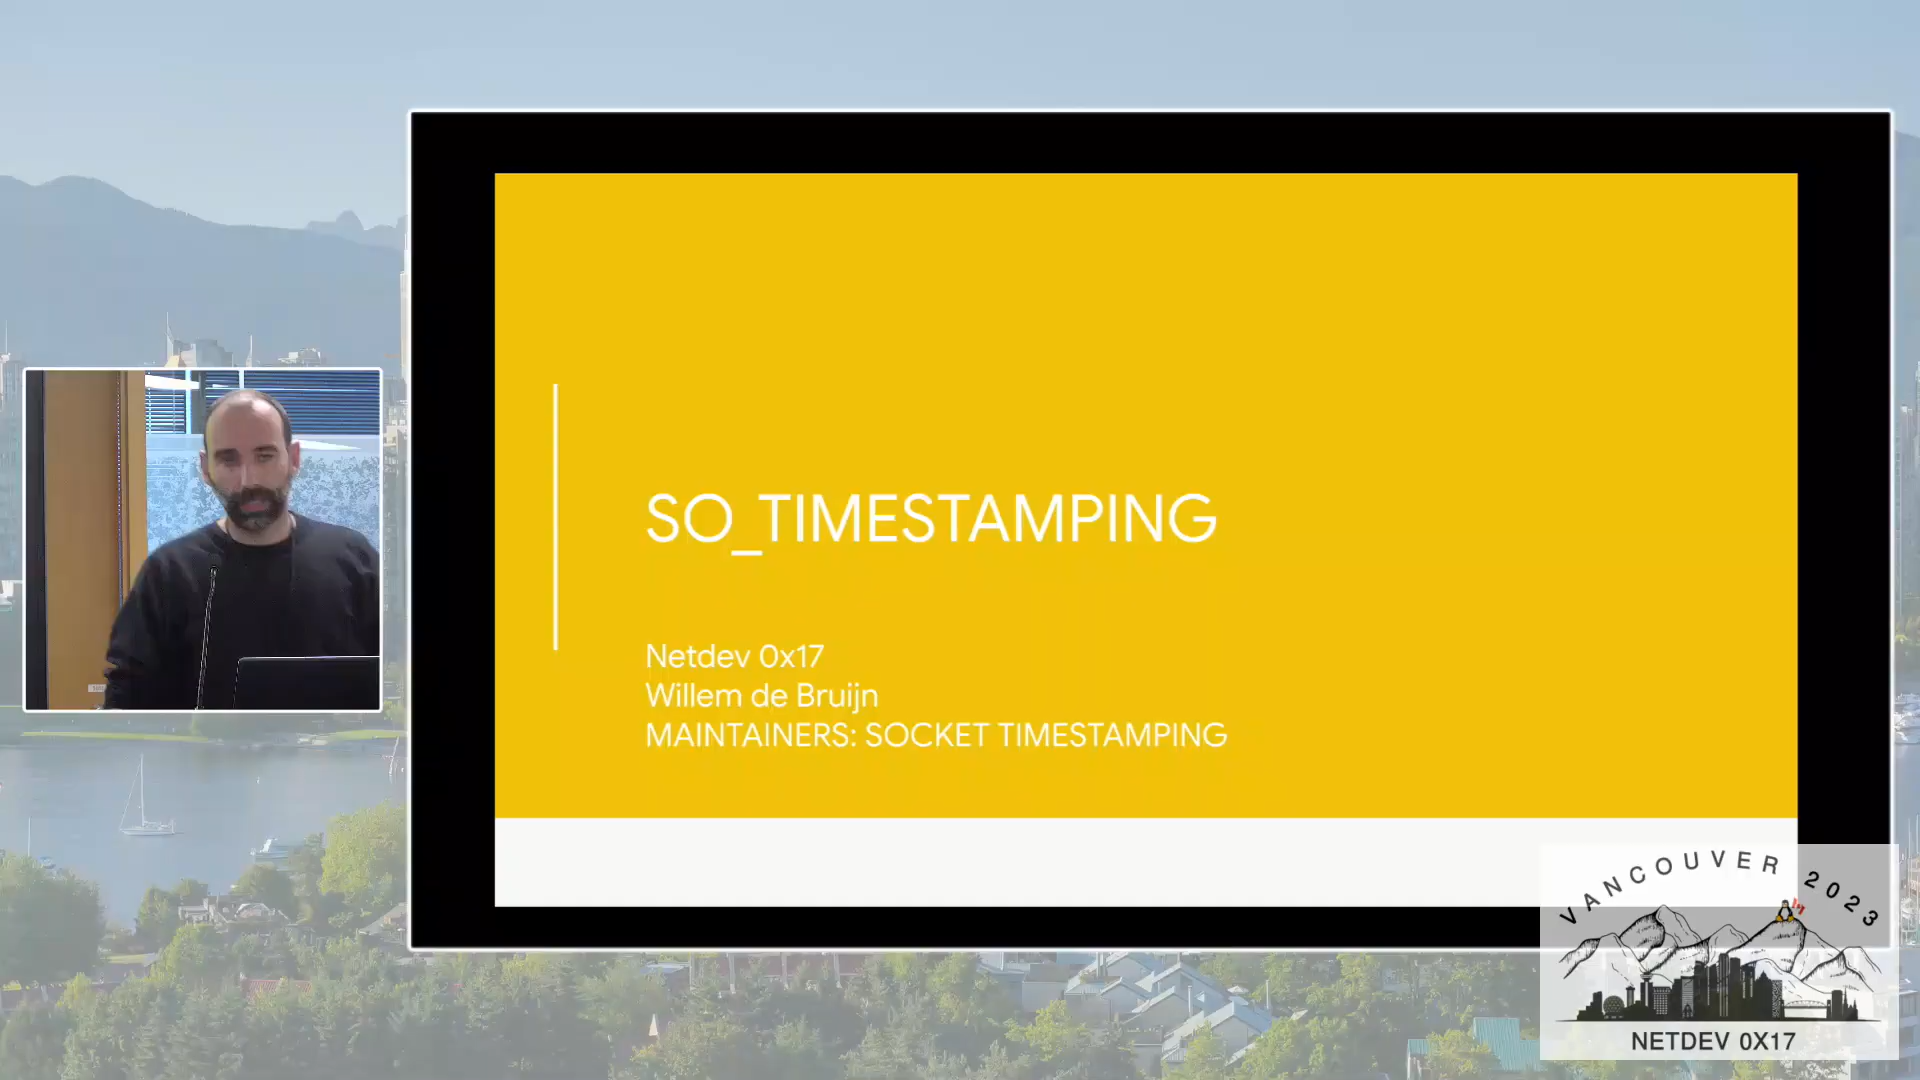 SO_TIMESTAMPING
Netdev 0x17
Willem de Bruijn
MAINTAINERS: SOCKET TIMESTAMPING
VANCOUVER 2023
NETDEV 0X17